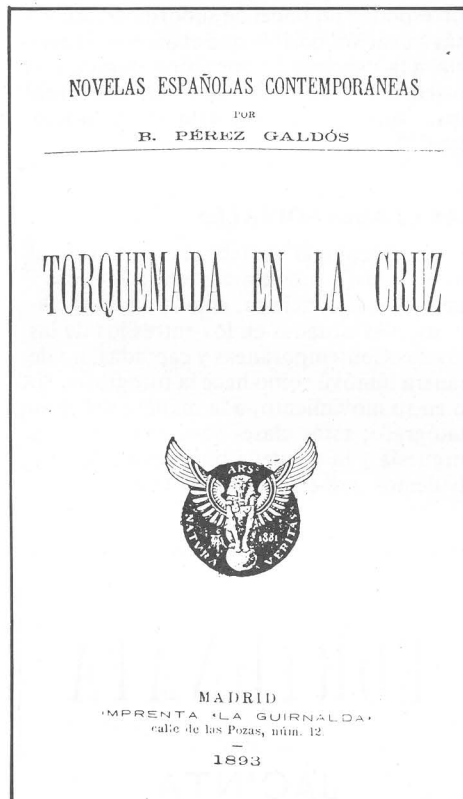 NOVELAS ESPAÑOLAS CONTEMPORÁNEAS
POR
B. PÉREZ GALDÓS
TORQUEMADA EN LA CRUZ
ARS
NATVRA
VERITAS
1881
MADRID
IMPRENTA «LA GUIRNALDA»
calle de las Pozas, núm. 12
—
1893